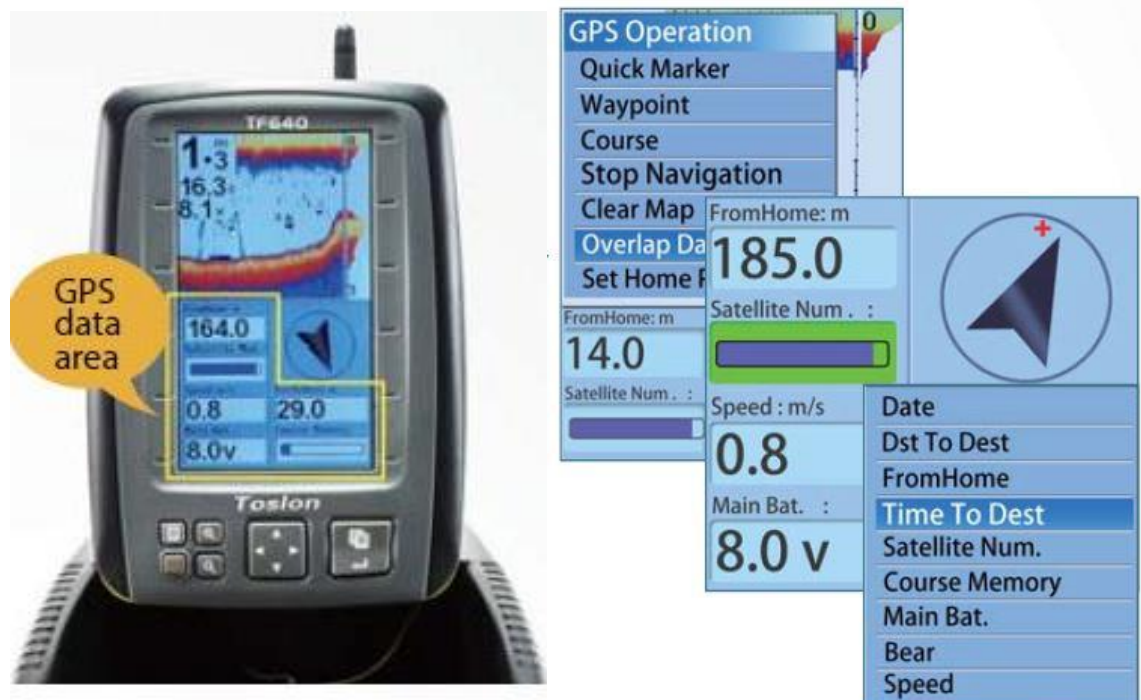 TF640
1.3
m
16.3
8.1
GPS
data
area
164.0
0.8
29.0
8.0v
Toslon
0
GPS Operation
Quick Marker
Waypoint
Course
Stop Navigation
Clear Map
Overlap Da
Set Home
FromHome: m
14.0
Satellite Num. :
FromHome: m
185.0
Satellite Num. :
Speed : m/s
0.8
Main Bat. :
8.0 v
Date
Dst To Dest
FromHome
Time To Dest
Satellite Num.
Course Memory
Main Bat.
Bear
Speed